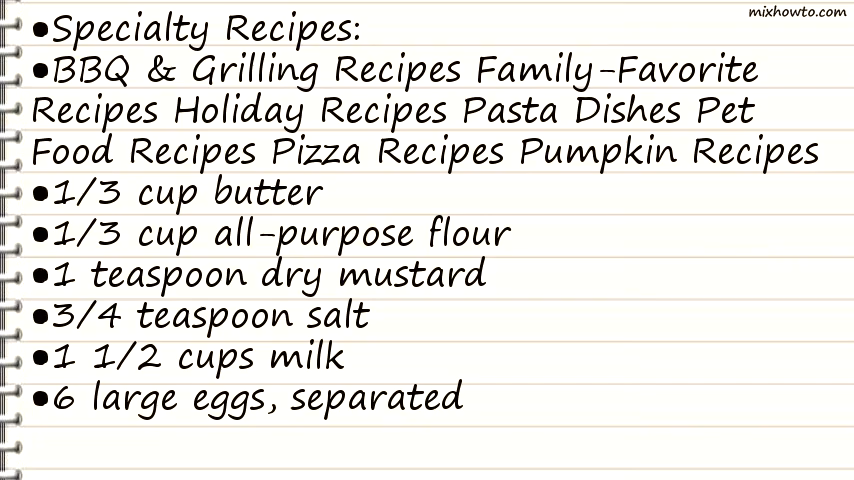 mixhowto.com
•Specialty Recipes:
•BBQ & Grilling Recipes Family-Favorite
Recipes Holiday Recipes Pasta Dishes Pet
Food Recipes Pizza Recipes Pumpkin Recipes
•1/3 cup butter
•1/3 cup all-purpose flour
•1 teaspoon dry mustard
•3/4 teaspoon salt
•1 1/2 cups milk
•6 large eggs, separated